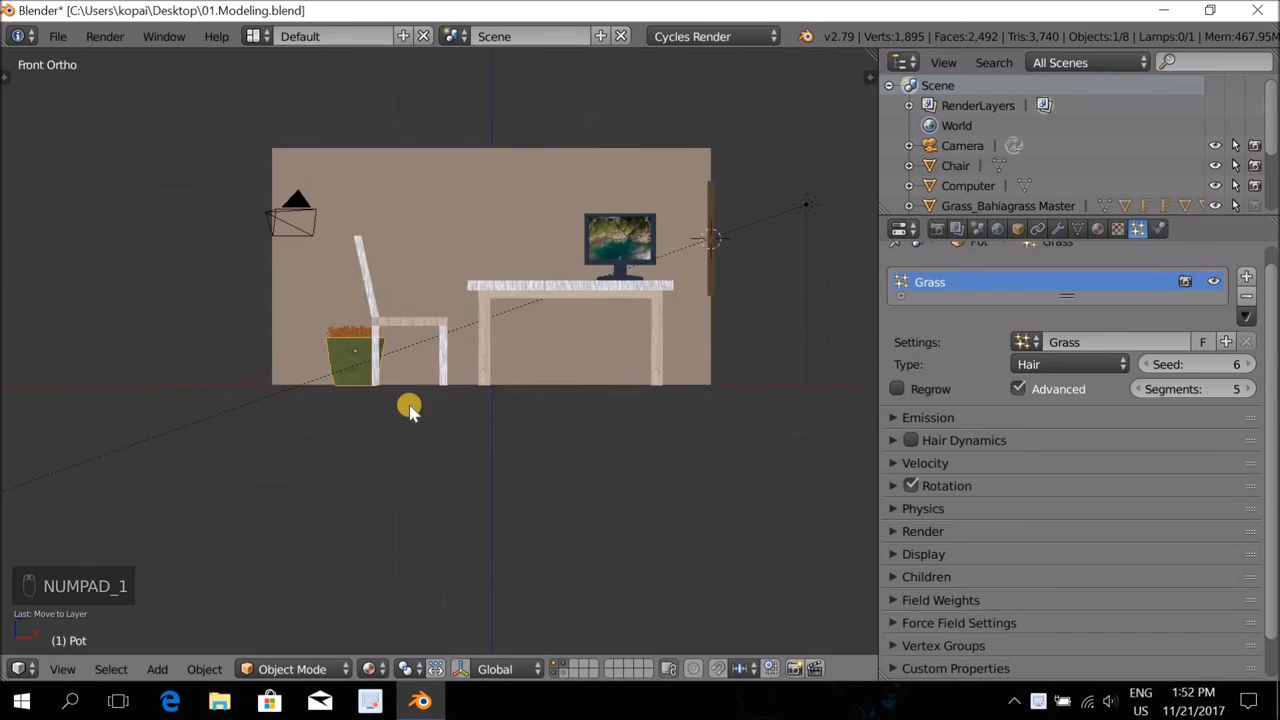 Blender* [C:\Users\kopai\Desktop\01.Modeling.blend]
File Render Window Help Default Scene Cycles Render v2.79 | Verts:1,895 | Faces:2,492 | Tris:3,740 | Objects:1/8 | Lamps:0/1 | Mem:467.95M
Front Ortho
View Search All Scenes
Scene
RenderLayers
World
Camera
Chair
Computer
Grass_Bahiagrass Master
Pot Grass
Grass
Settings: Grass F
Type: Hair Seed: 6
Regrow Advanced Segments: 5
Emission
Hair Dynamics
Velocity
Rotation
Physics
Render
Display
Children
Field Weights
Force Field Settings
Vertex Groups
Custom Properties
NUMPAD_1
Last: Move to Layer
(1) Pot
View Select Add Object Object Mode Global
ENG
US
1:52 PM
11/21/2017